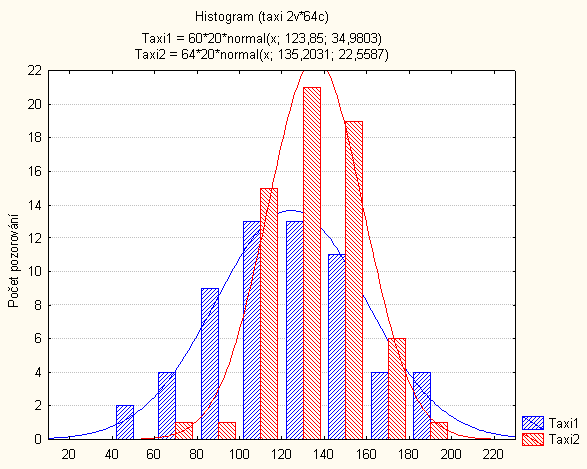 Histogram (taxi 2v*64c)
Taxi1 = 60*20*normal(x; 123,85; 34,9803)
Taxi2 = 64*20*normal(x; 135,2031; 22,5587)
22
20
18
16
14
12
10
8
6
4
2
0
Počet pozorování
20 40 60 80 100 120 140 160 180 200 220
Taxi1
Taxi2